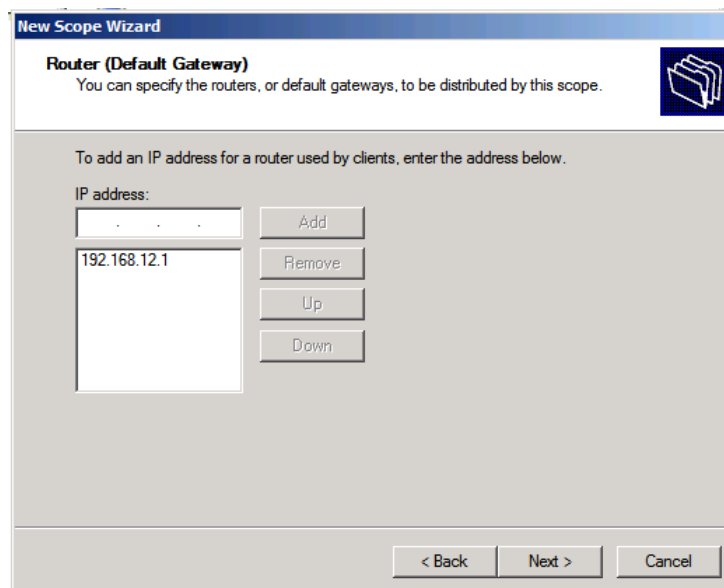 New Scope Wizard
Router (Default Gateway)
You can specify the routers, or default gateways, to be distributed by this scope.
To add an IP address for a router used by clients, enter the address below.
IP address:
. . .
Add
192.168.12.1
Remove
Up
Down
< Back
Next >
Cancel